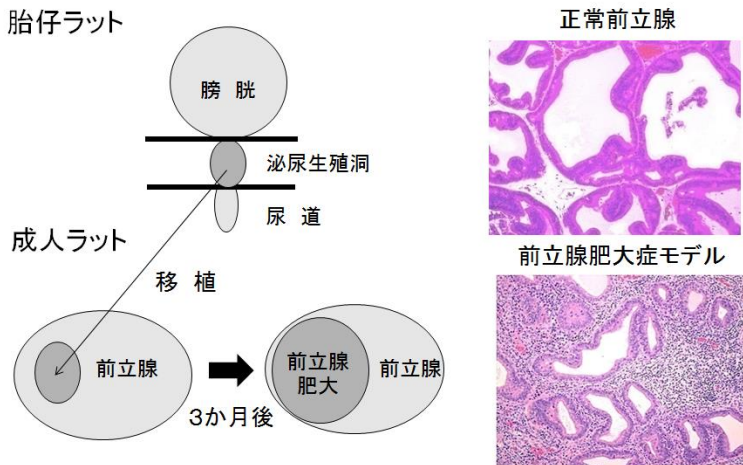 胎仔ラット
膀 胱
泌尿生殖洞
尿 道
成人ラット
移 植
前立腺
3か月後
前立腺
肥大
前立腺
正常前立腺
前立腺肥大症モデル